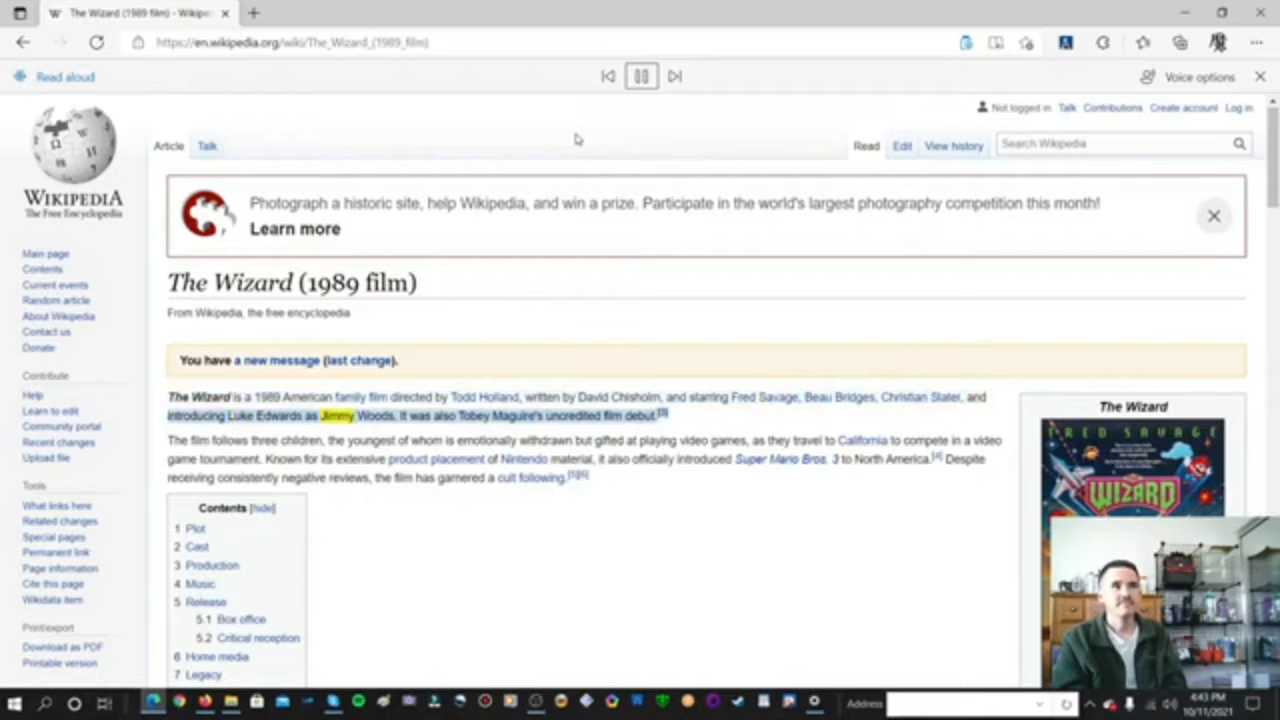 The Wizard (1989 film) - Wikipe
https://en.wikipedia.org/wiki/The_Wizard_(1989_film)
Read aloud
Voice options
Not logged in Talk Contributions Create account Log in
Article Talk
Read Edit View history
Search Wikipedia
WIKIPEDIA
The Free Encyclopedia
Photograph a historic site, help Wikipedia, and win a prize. Participate in the world's largest photography competition this month!
Learn more
Main page
Contents
Current events
Random article
About Wikipedia
Contact us
Donate
Contribute
Help
Learn to edit
Community portal
Recent changes
Upload file
Tools
What links here
Related changes
Special pages
Permanent link
Page information
Cite this page
Wikidata item
Print/export
Download as PDF
Printable version
The Wizard (1989 film)
From Wikipedia, the free encyclopedia
You have a new message (last change).
The Wizard is a 1989 American family film directed by Todd Holland, written by David Chisholm, and starring Fred Savage, Beau Bridges, Christian Slater, and
introducing Luke Edwards as Jimmy Woods. It was also Tobey Maguire's uncredited film debut.[3]
The film follows three children, the youngest of whom is emotionally withdrawn but gifted at playing video games, as they travel to California to compete in a video
game tournament. Known for its extensive product placement of Nintendo material, it also officially introduced Super Mario Bros. 3 to North America.[4] Despite
receiving consistently negative reviews, the film has garnered a cult following.[5][6]
Contents [hide]
1 Plot
2 Cast
3 Production
4 Music
5 Release
5.1 Box office
5.2 Critical reception
6 Home media
7 Legacy
The Wizard
FRED SAVAGE
WIZARD
Address
4:43 PM
10/11/2021